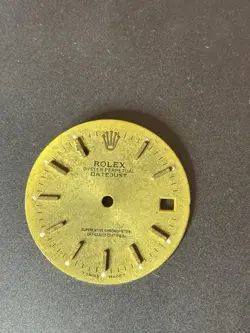 ROLEX
OYSTER PERPETUAL
DATEJUST
SUPERLATIVE CHRONOMETER
OFFICIALLY CERTIFIED